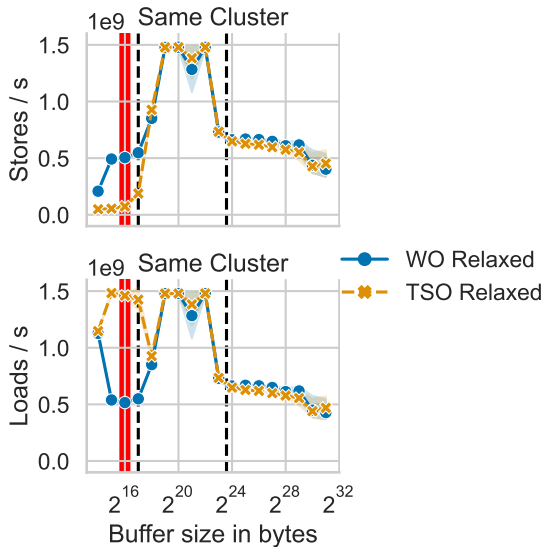 1e9 Same Cluster
1.5
1.0
0.5
0.0
Stores / s
1e9 Same Cluster
1.5
1.0
0.5
0.0
Loads / s
WO Relaxed
TSO Relaxed
2^16 2^20 2^24 2^28 2^32
Buffer size in bytes